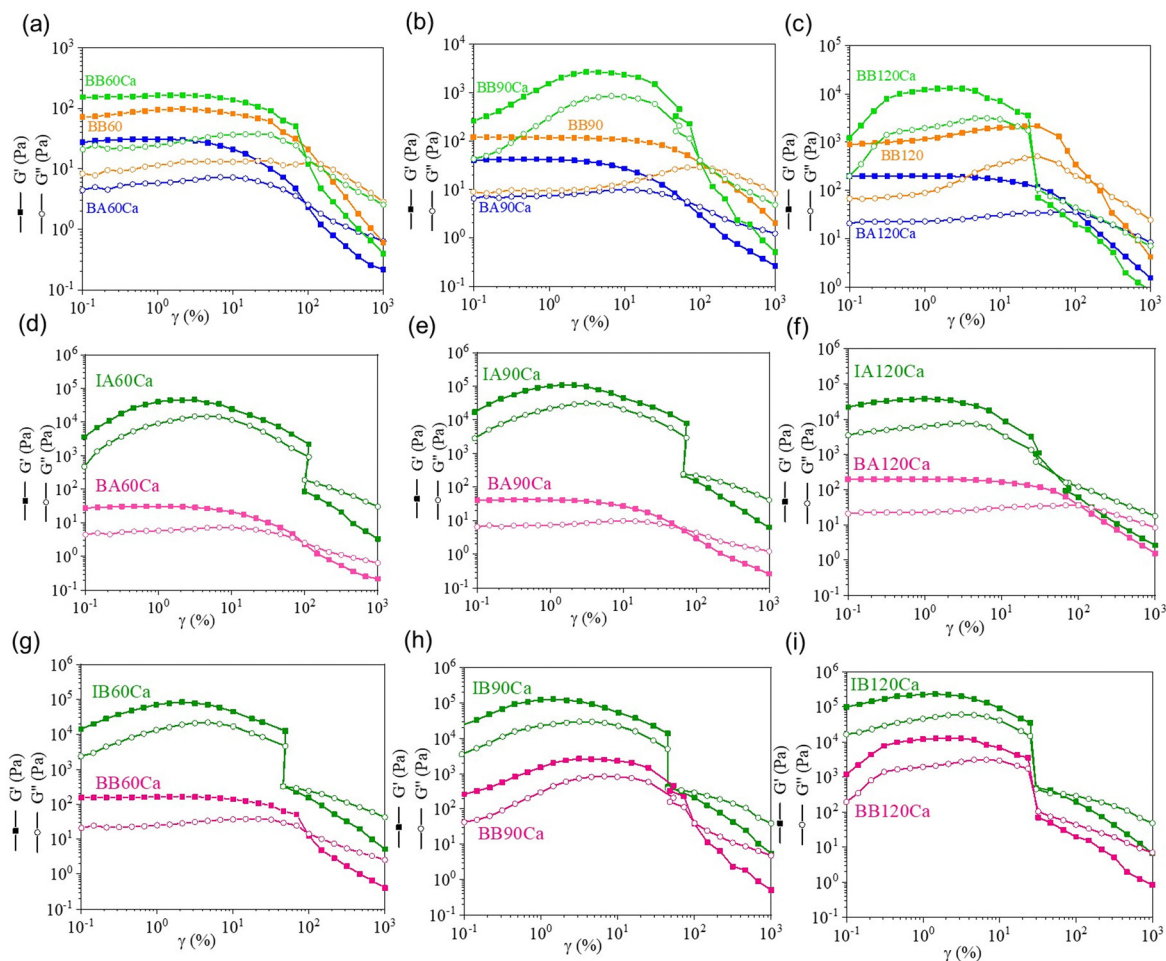 (a)
10³
10²
10¹
10⁰
10⁻¹
G' (Pa)
G'' (Pa)
BB60Ca
BB60
BA60Ca
10⁻¹ 10⁰ 10¹ 10² 10³
γ (%)
(b)
10⁴
10³
10²
10¹
10⁰
10⁻¹
G' (Pa)
G'' (Pa)
BB90Ca
BB90
BA90Ca
10⁻¹ 10⁰ 10¹ 10² 10³
γ (%)
(c)
10⁵
10⁴
10³
10²
10¹
10⁰
G' (Pa)
G'' (Pa)
BB120Ca
BB120
BA120Ca
10⁻¹ 10⁰ 10¹ 10² 10³
γ (%)
(d)
10⁶
10⁵
10⁴
10³
10²
10¹
10⁰
10⁻¹
G' (Pa)
G'' (Pa)
IA60Ca
BA60Ca
10⁻¹ 10⁰ 10¹ 10² 10³
γ (%)
(e)
10⁶
10⁵
10⁴
10³
10²
10¹
10⁰
10⁻¹
G' (Pa)
G'' (Pa)
IA90Ca
BA90Ca
10⁻¹ 10⁰ 10¹ 10² 10³
γ (%)
(f)
10⁶
10⁵
10⁴
10³
10²
10¹
10⁰
10⁻¹
G' (Pa)
G'' (Pa)
IA120Ca
BA120Ca
10⁻¹ 10⁰ 10¹ 10² 10³
γ (%)
(g)
10⁶
10⁵
10⁴
10³
10²
10¹
10⁰
10⁻¹
G' (Pa)
G'' (Pa)
IB60Ca
BB60Ca
10⁻¹ 10⁰ 10¹ 10² 10³
γ (%)
(h)
10⁶
10⁵
10⁴
10³
10²
10¹
10⁰
10⁻¹
G' (Pa)
G'' (Pa)
IB90Ca
BB90Ca
10⁻¹ 10⁰ 10¹ 10² 10³
γ (%)
(i)
10⁶
10⁵
10⁴
10³
10²
10¹
10⁰
10⁻¹
G' (Pa)
G'' (Pa)
IB120Ca
BB120Ca
10⁻¹ 10⁰ 10¹ 10² 10³
γ (%)